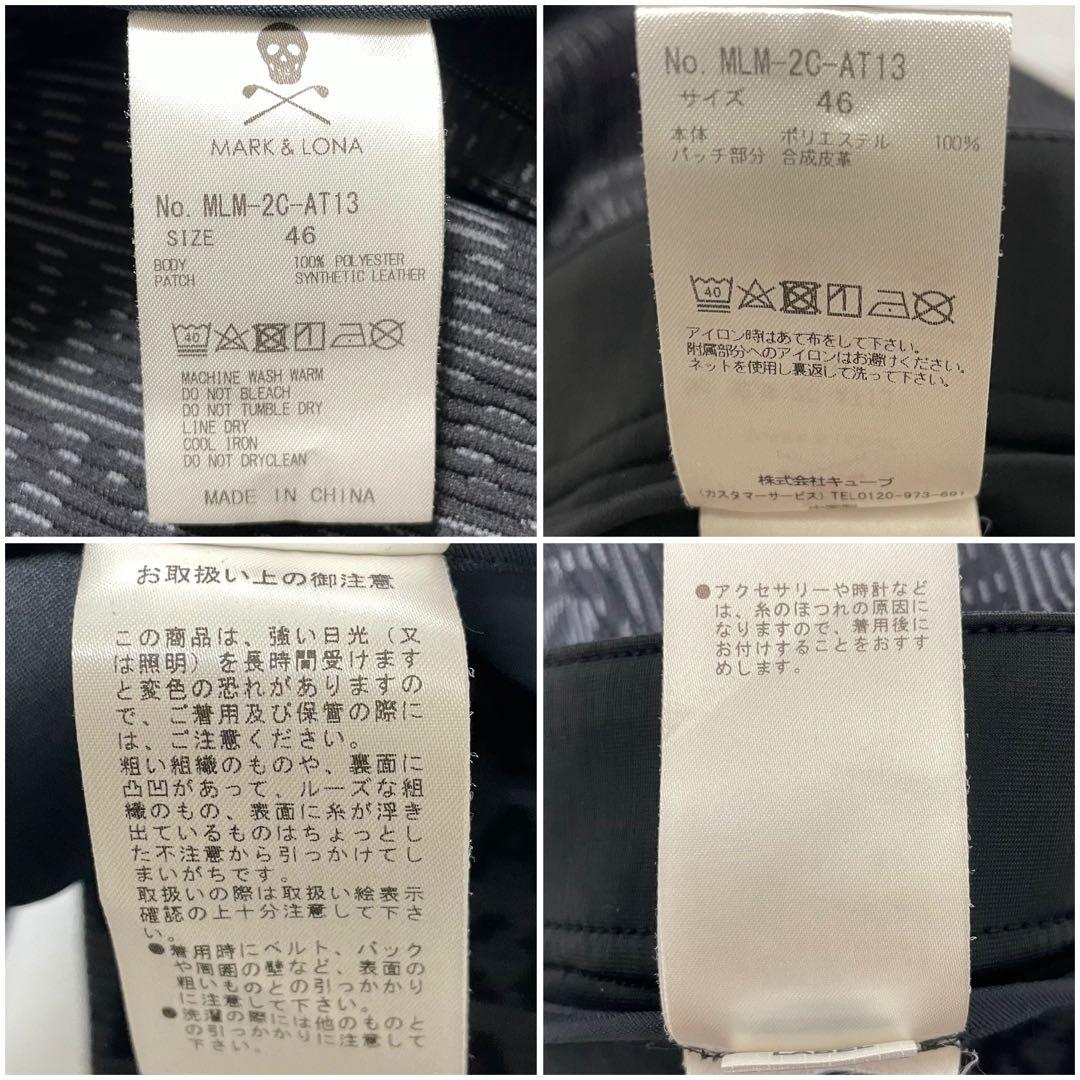 MARK & LONA
No. MLM-2C-AT13
SIZE 46
BODY 100% POLYESTER
PATCH SYNTHETIC LEATHER
40
MACHINE WASH WARM
DO NOT BLEACH
DO NOT TUMBLE DRY
LINE DRY
COOL IRON
DO NOT DRYCLEAN
MADE IN CHINA
No. MLM-2C-AT13
サイズ 46
本体 ポリエステル 100%
パッチ部分 合成皮革
40
アイロン時はあて布をして下さい。
附属部分へのアイロンはお避けください。
ネットを使用し裏返して洗って下さい。
株式会社キューブ
(カスタマーサービス) TEL0120-973-691
お取扱い上の御注意
この商品は、強い日光(又
は照明)を長時間受けます
と変色の恐れがありますの
で、ご着用及び保管の際に
は、ご注意ください。
粗い組織のものや、裏面に
凸凹があって、ルーズな組
織のもの、表面に糸が浮き
出ているものはちょっとし
た不注意から引っかけてし
まいがちです。
取扱いの際は取扱い絵表示
確認の上十分注意して下さ
い。
●着用時にベルト、バック
や周囲の壁など、表面の
粗いものとの引っかかり
に注意して下さい。
●洗濯の際には他のものと
の引っかかりに注意して
下さい。
●アクセサリーや時計など
は、糸のほつれの原因に
なりますので、着用後に
お付けすることをおすす
めします。